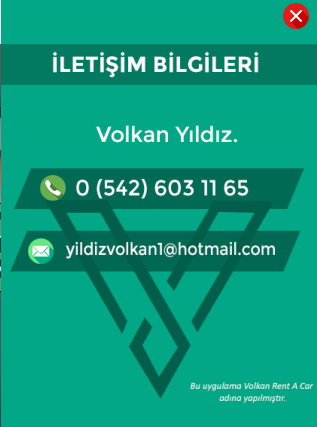 İLETİŞİM BİLGİLERİ
Volkan Yıldız.
0 (542) 603 11 65
yildizvolkan1@hotmail.com
Bu uygulama Volkan Rent A Car
adına yapılmıştır.